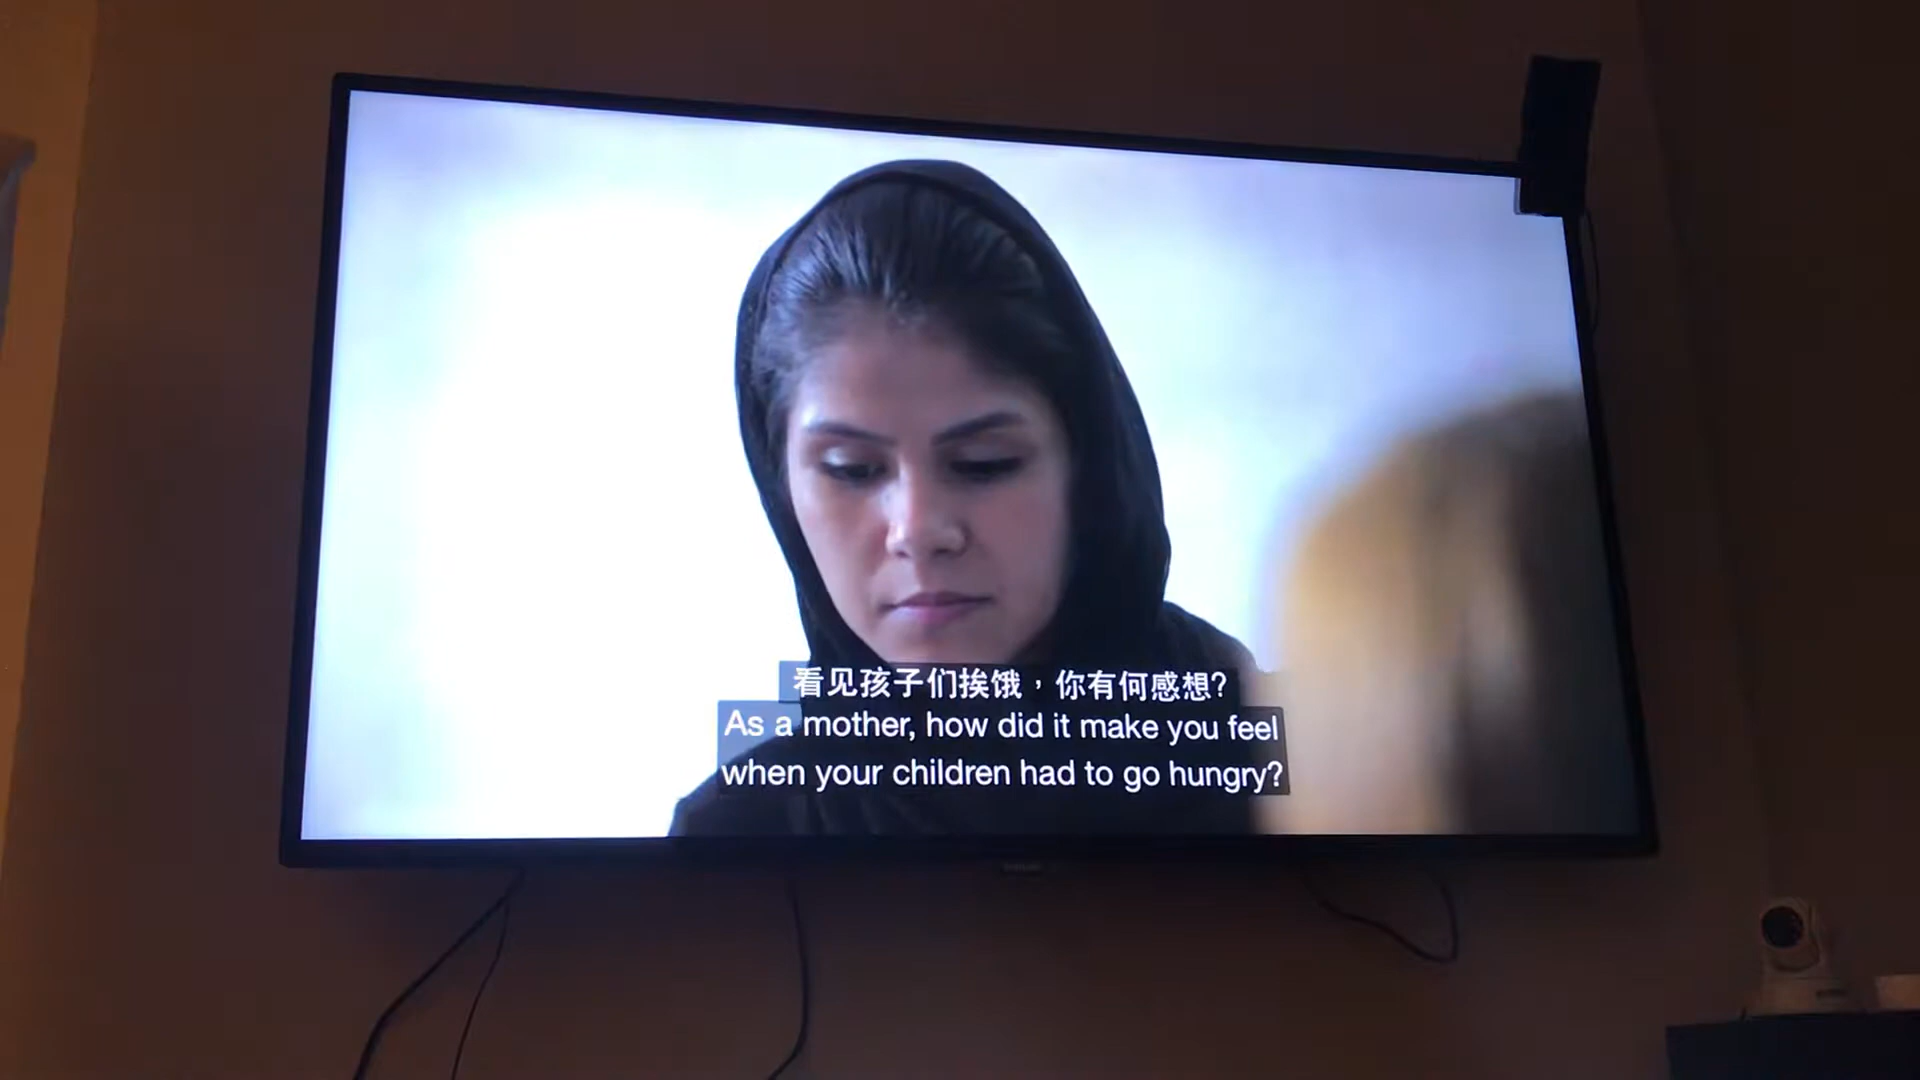 看见孩子们挨饿，你有何感想?
As a mother, how did it make you feel
when your children had to go hungry?